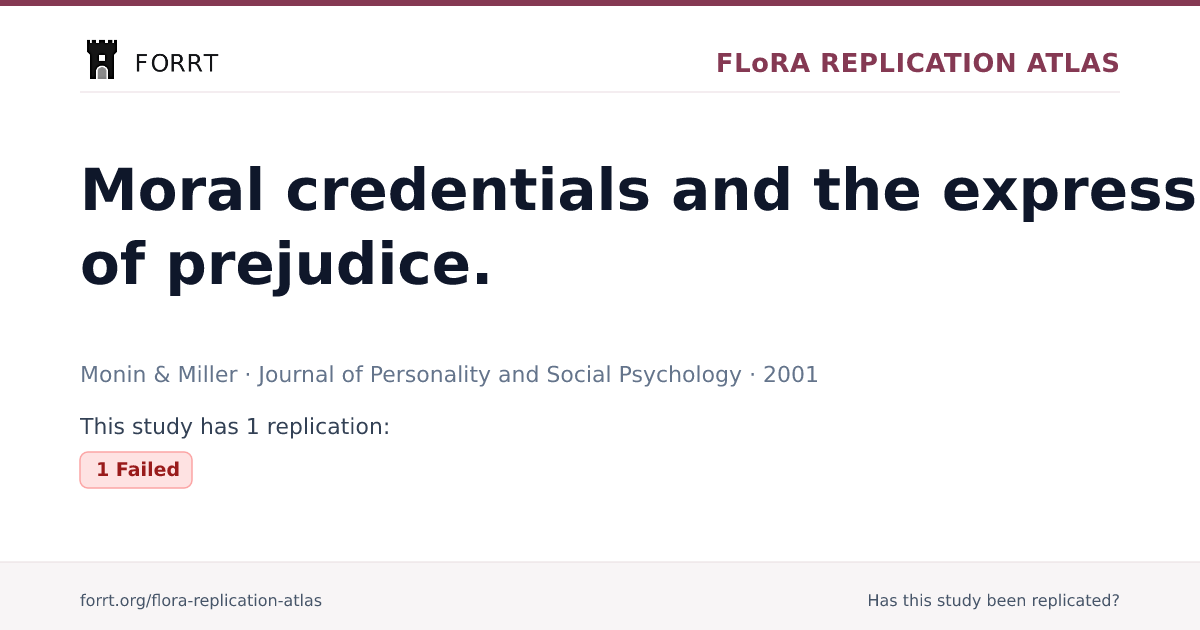 FORRT
FLoRA REPLICATION ATLAS
Moral credentials and the express
of prejudice.
Monin & Miller · Journal of Personality and Social Psychology · 2001
This study has 1 replication:
1 Failed
forrt.org/flora-replication-atlas
Has this study been replicated?